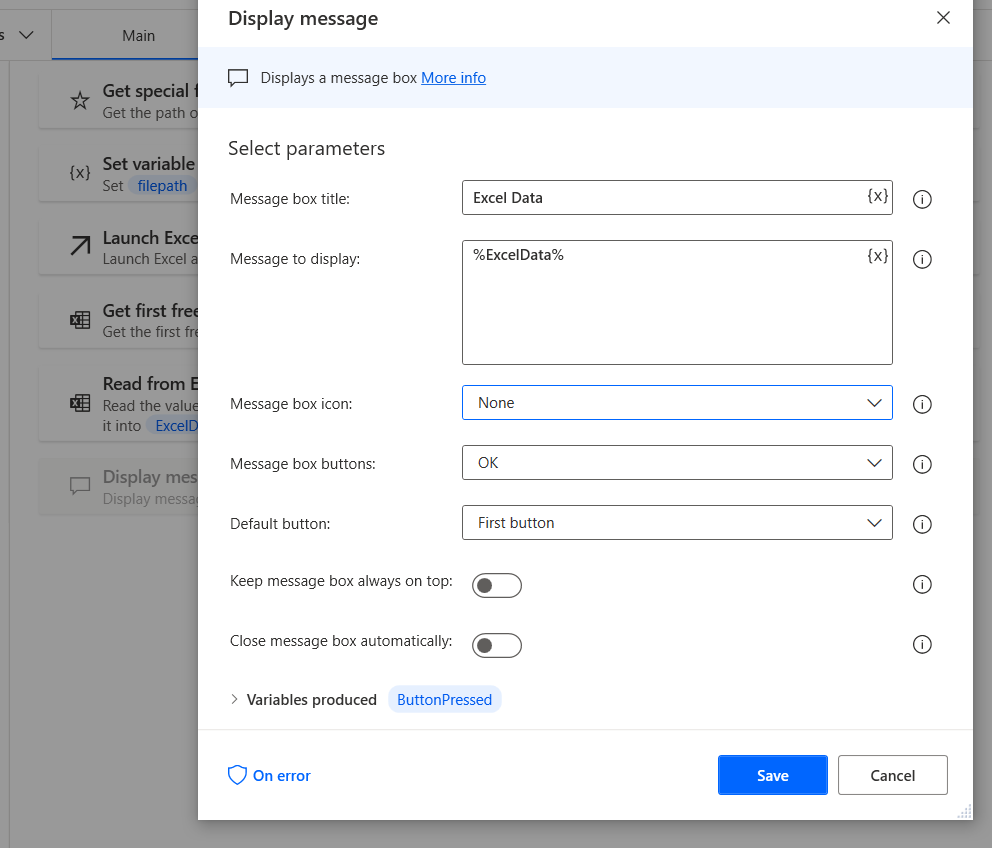 Display message
s
Main
Displays a message box More info
Get special f
Get the path o
Set variable
Set filepath
Launch Exce
Launch Excel a
Get first free
Get the first fre
Read from E
Read the value
it into ExcelD
Display mes
Display messag
Select parameters
Message box title:
Excel Data
{x}
Message to display:
%ExcelData%
{x}
Message box icon:
None
Message box buttons:
OK
Default button:
First button
Keep message box always on top:
Close message box automatically:
Variables produced ButtonPressed
On error
Save
Cancel